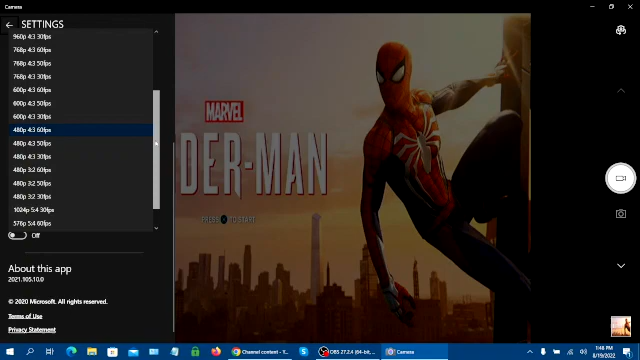 Camera
SETTINGS
960p 4:3 30fps
768p 4:3 60fps
768p 4:3 50fps
768p 4:3 30fps
600p 4:3 60fps
600p 4:3 50fps
600p 4:3 30fps
480p 4:3 60fps
480p 4:3 50fps
480p 4:3 30fps
480p 3:2 60fps
480p 3:2 50fps
480p 3:2 30fps
1024p 5:4 30fps
576p 5:4 60fps
Off
About this app
2021.105.10.0
© 2020 Microsoft. All rights reserved.
Terms of Use
Privacy Statement
MARVEL
DER-MAN
PRESS TO START
Channel content - Y...
OBS 27.2.4 (64-bit, ...
Camera
1:48 PM
8/19/2022